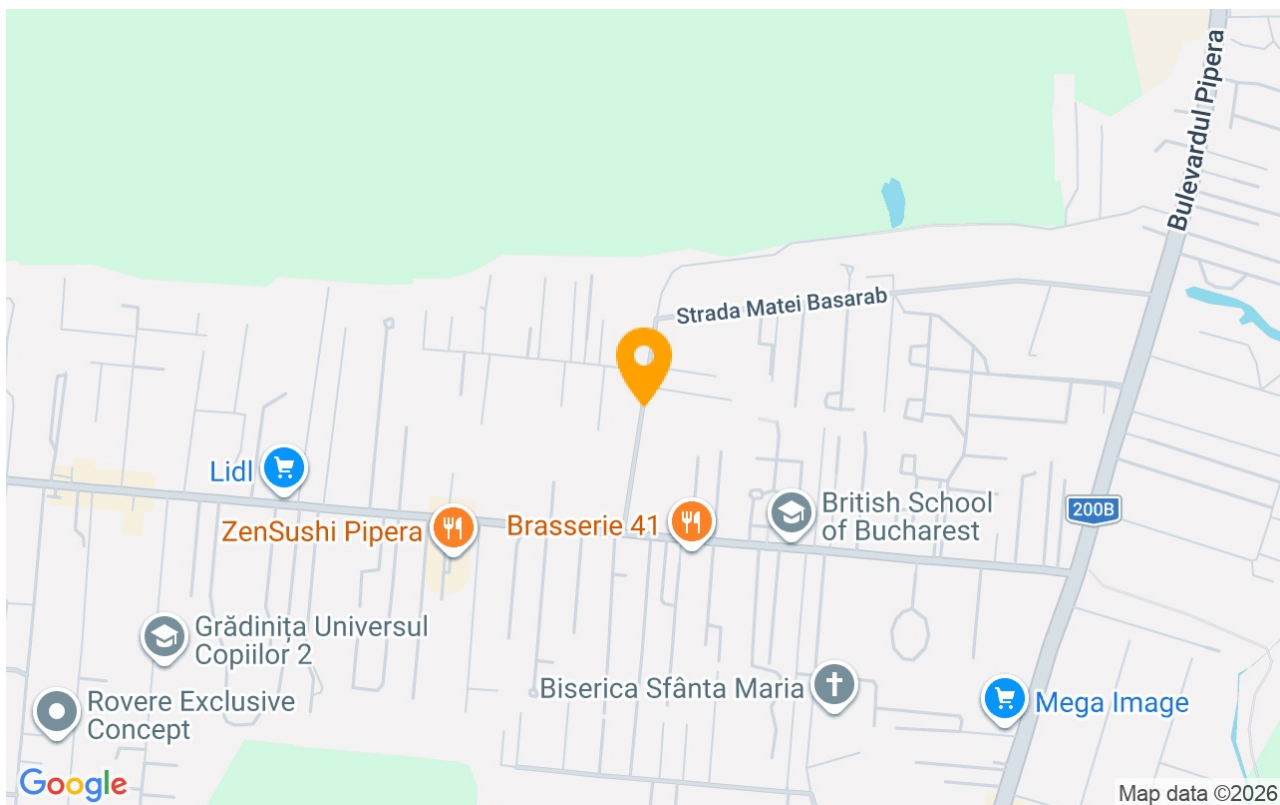 Bulevardul Pipera
Strada Matei Basarab
Lidl
ZenSushi Pipera
Brasserie 41
British School
of Bucharest
200B
Grădinița Universul
Copiilor 2
Biserica Sfânta Maria
Rovere Exclusive
Concept
Mega Image
Google
Map data ©2026